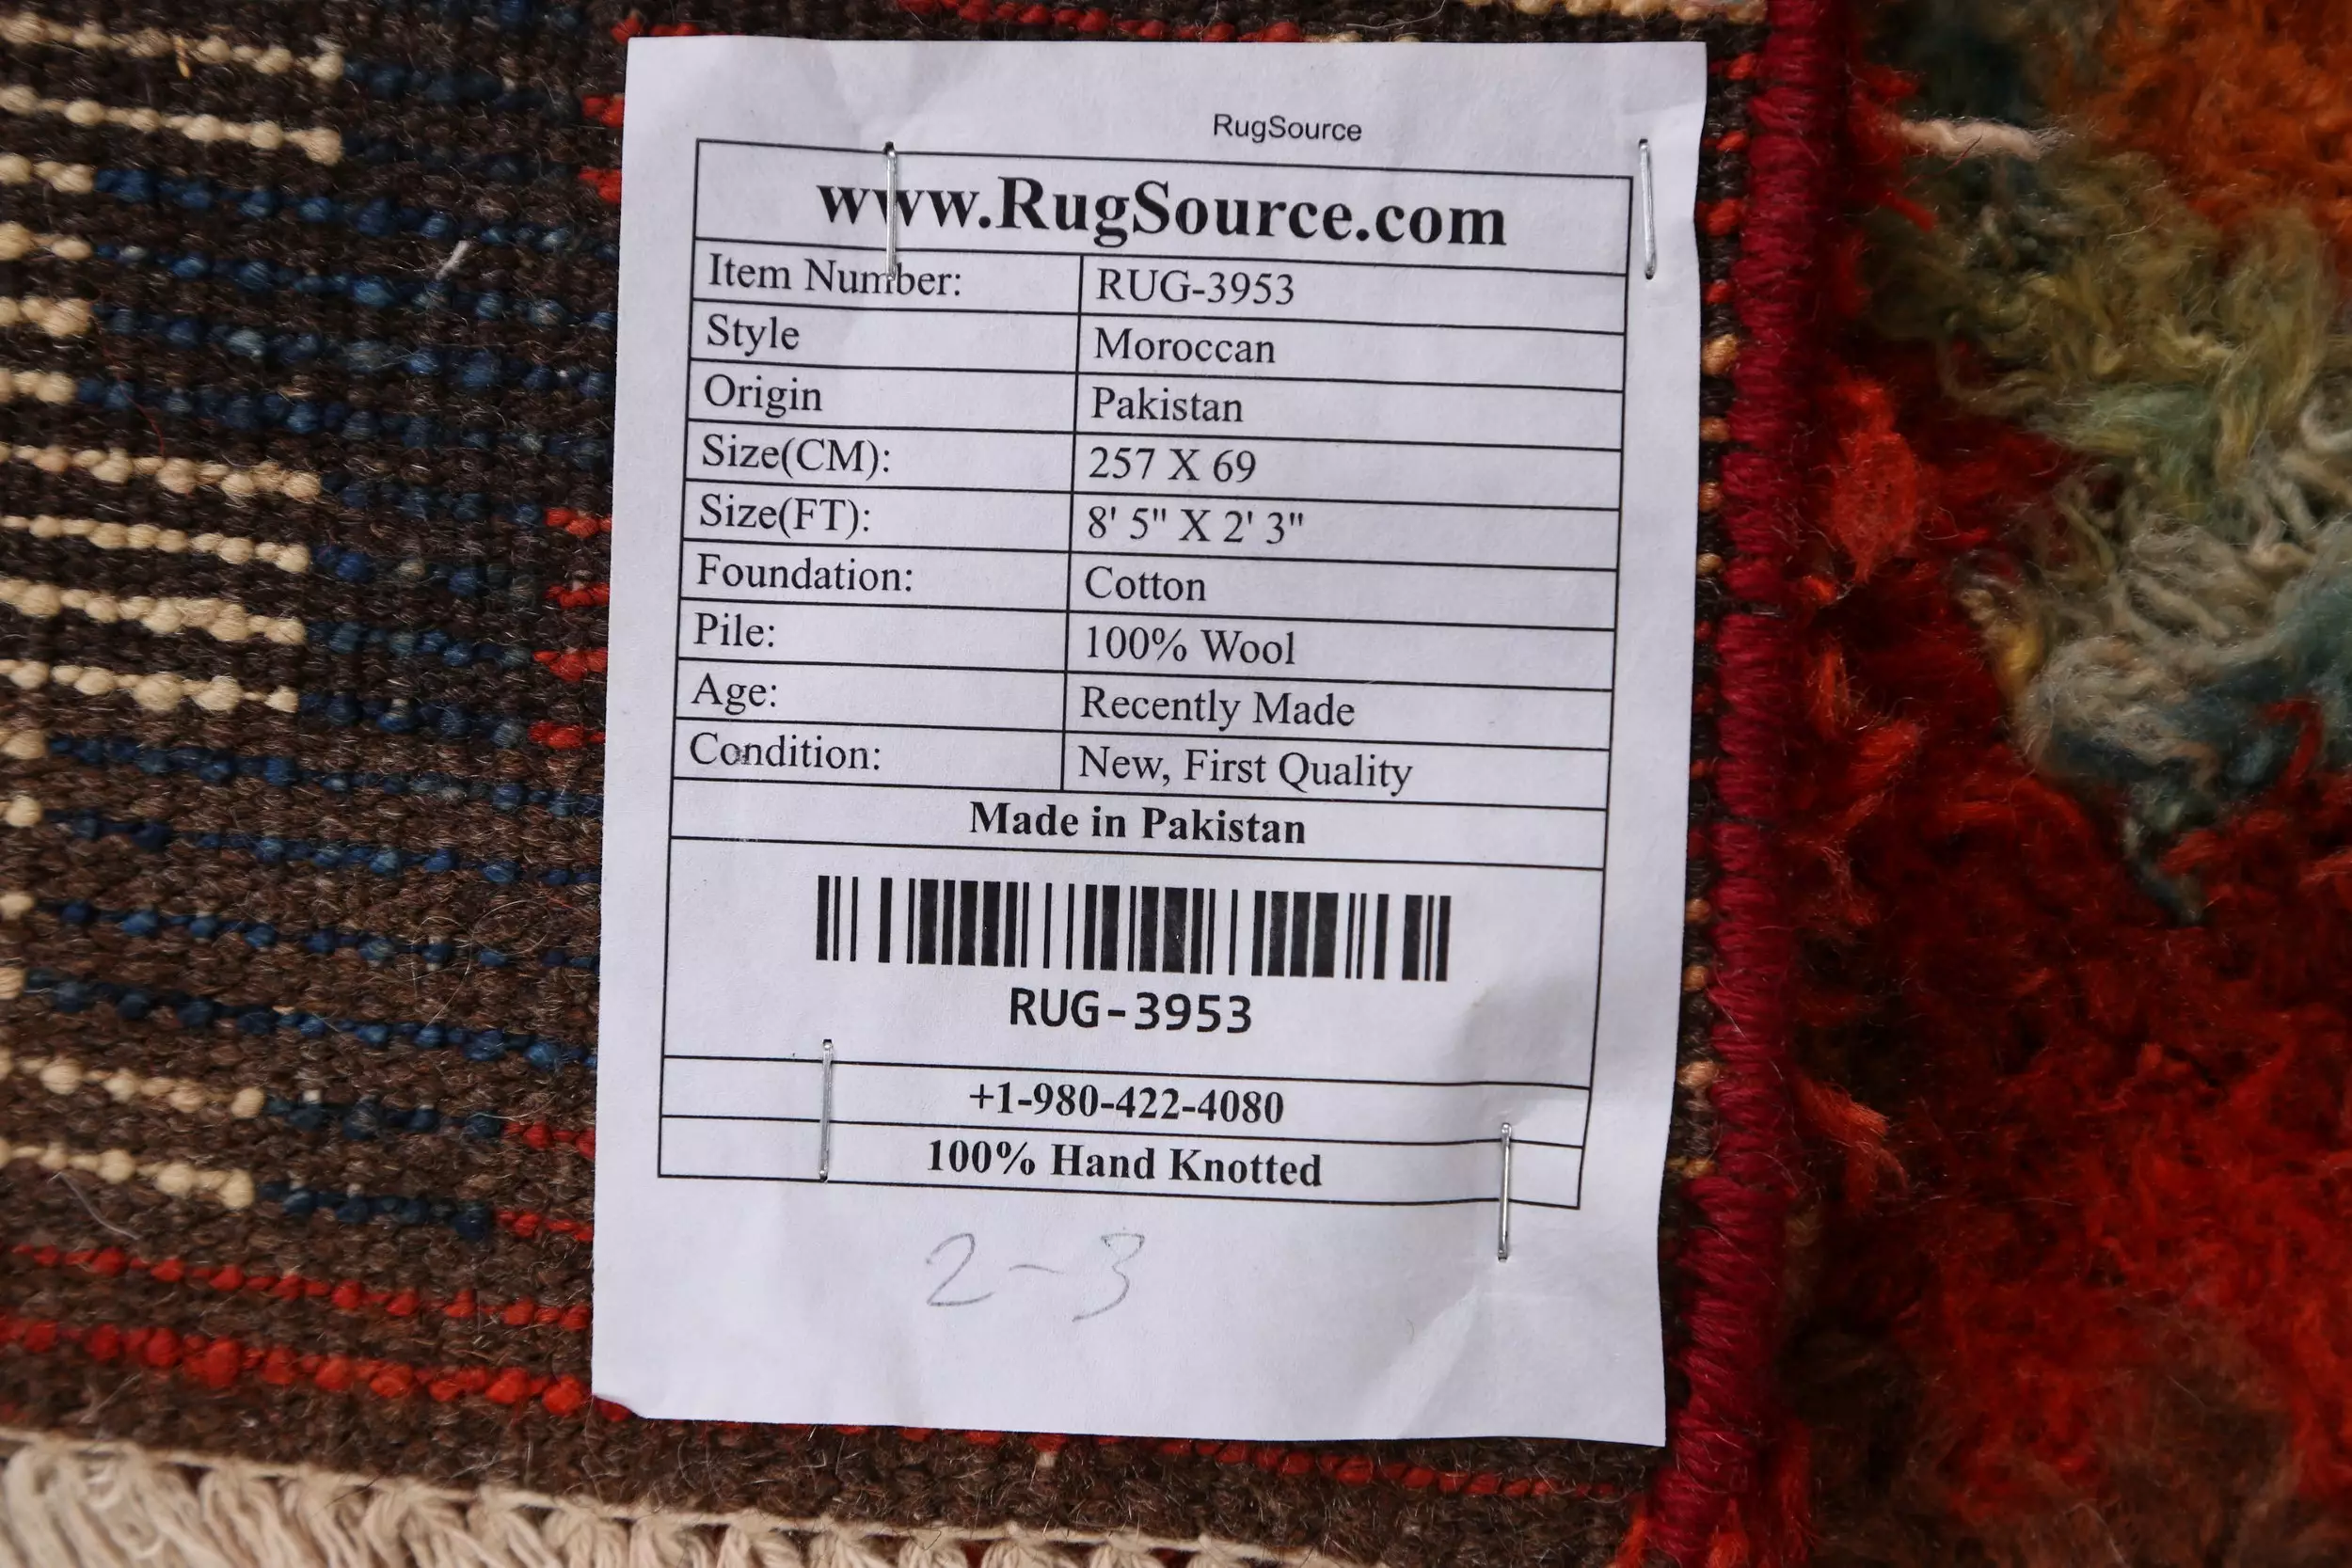 RugSource
www.RugSource.com
Item Number: RUG-3953
Style Moroccan
Origin Pakistan
Size(CM): 257 X 69
Size(FT): 8' 5" X 2' 3"
Foundation: Cotton
Pile: 100% Wool
Age: Recently Made
Condition: New, First Quality
Made in Pakistan
RUG-3953
+1-980-422-4080
100% Hand Knotted
2-3